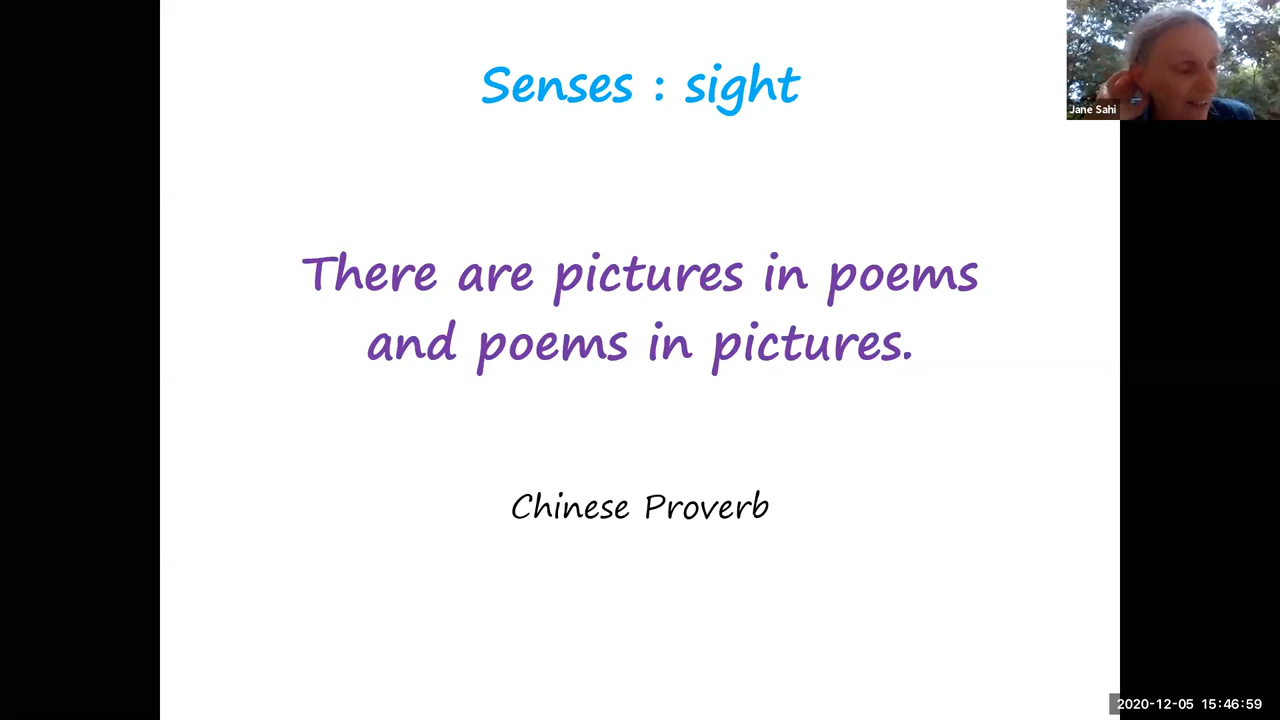 Senses : sight
Jane Sahi
There are pictures in poems
and poems in pictures.
Chinese Proverb
2020-12-05 15:46:59